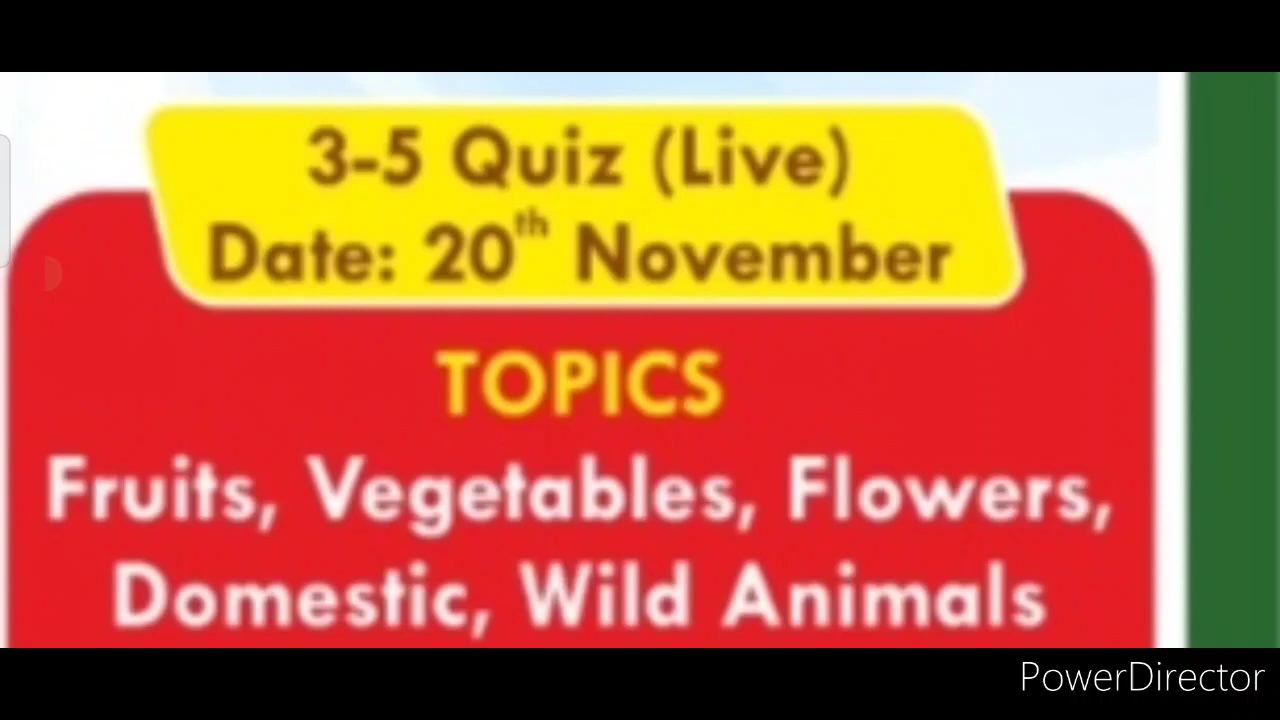 3-5 Quiz (Live)
Date: 20th November
TOPICS
Fruits, Vegetables, Flowers,
Domestic, Wild Animals
PowerDirector